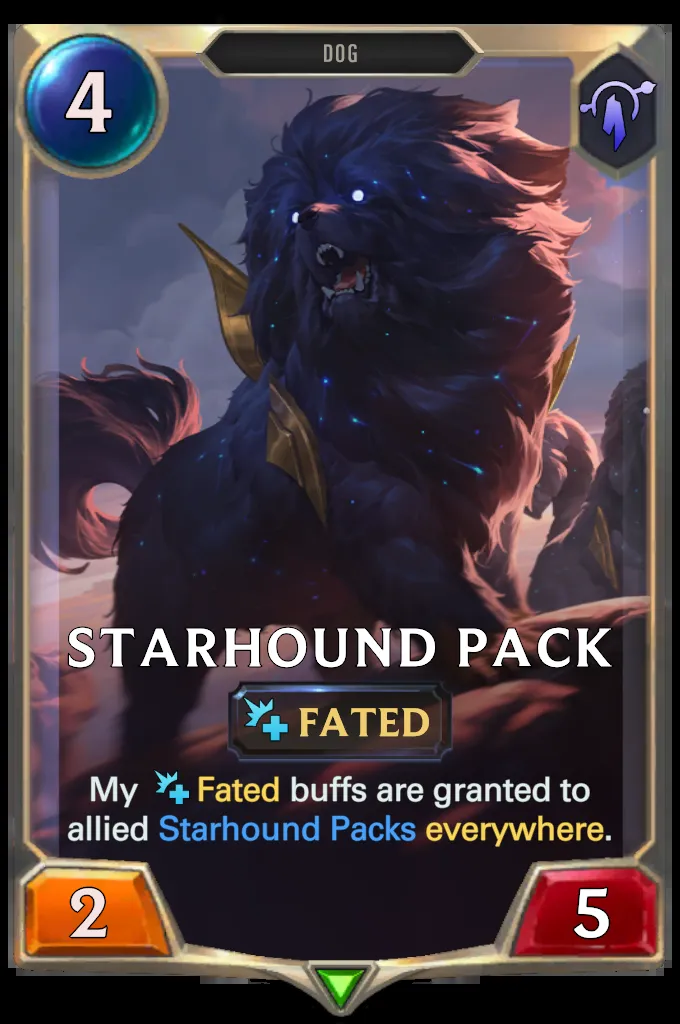 DOG
4
STARHOUND PACK
FATED
My Fated buffs are granted to
allied Starhound Packs everywhere.
2
5